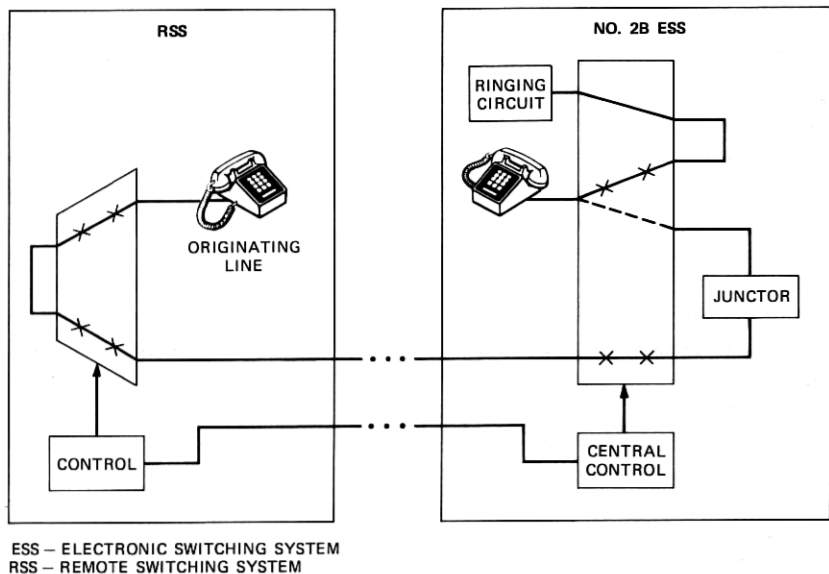 RSS
NO. 2B ESS
RINGING
CIRCUIT
ORIGINATING
LINE
JUNCTOR
CONTROL
CENTRAL
CONTROL
ESS – ELECTRONIC SWITCHING SYSTEM
RSS – REMOTE SWITCHING SYSTEM